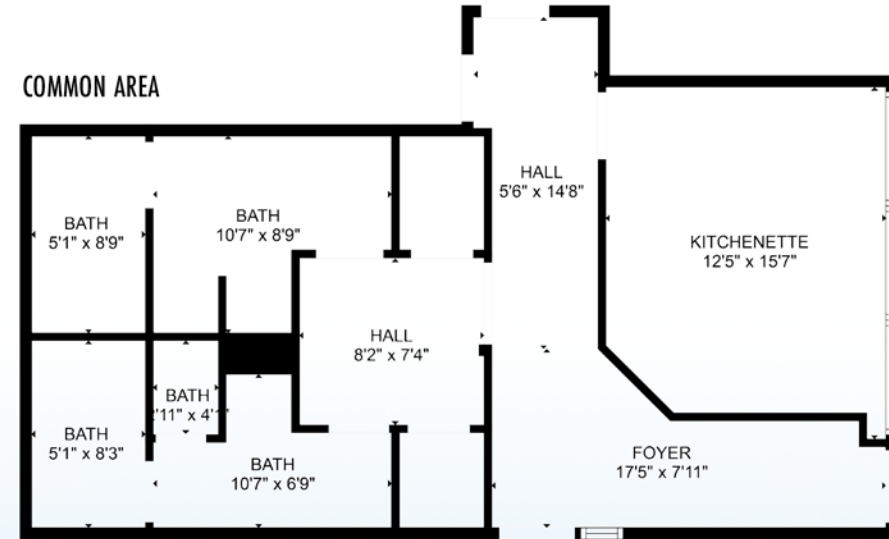 COMMON AREA
HALL
5'6" x 14'8"
BATH
5'1" x 8'9"
BATH
10'7" x 8'9"
KITCHENETTE
12'5" x 15'7"
HALL
8'2" x 7'4"
BATH
BATH
5'1" x 8'3"
BATH
10'7" x 6'9"
FOYER
17'5" x 7'11"